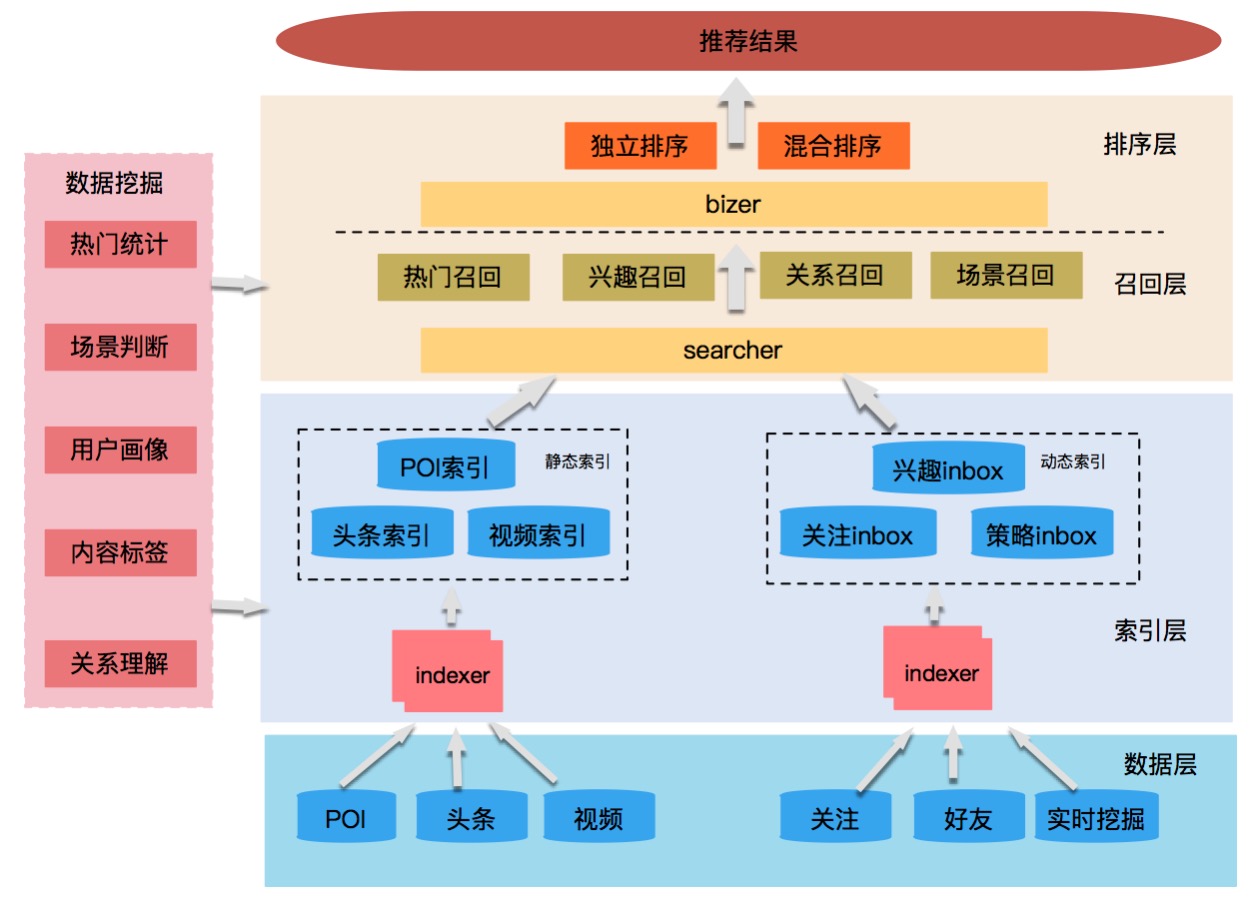 推荐结果
数据挖掘
热门统计
场景判断
用户画像
内容标签
关系理解
独立排序
混合排序
排序层
bizer
热门召回
兴趣召回
关系召回
场景召回
召回层
searcher
POI索引
静态索引
头条索引
视频索引
兴趣inbox
动态索引
关注inbox
策略inbox
indexer
indexer
索引层
数据层
POI
头条
视频
关注
好友
实时挖掘